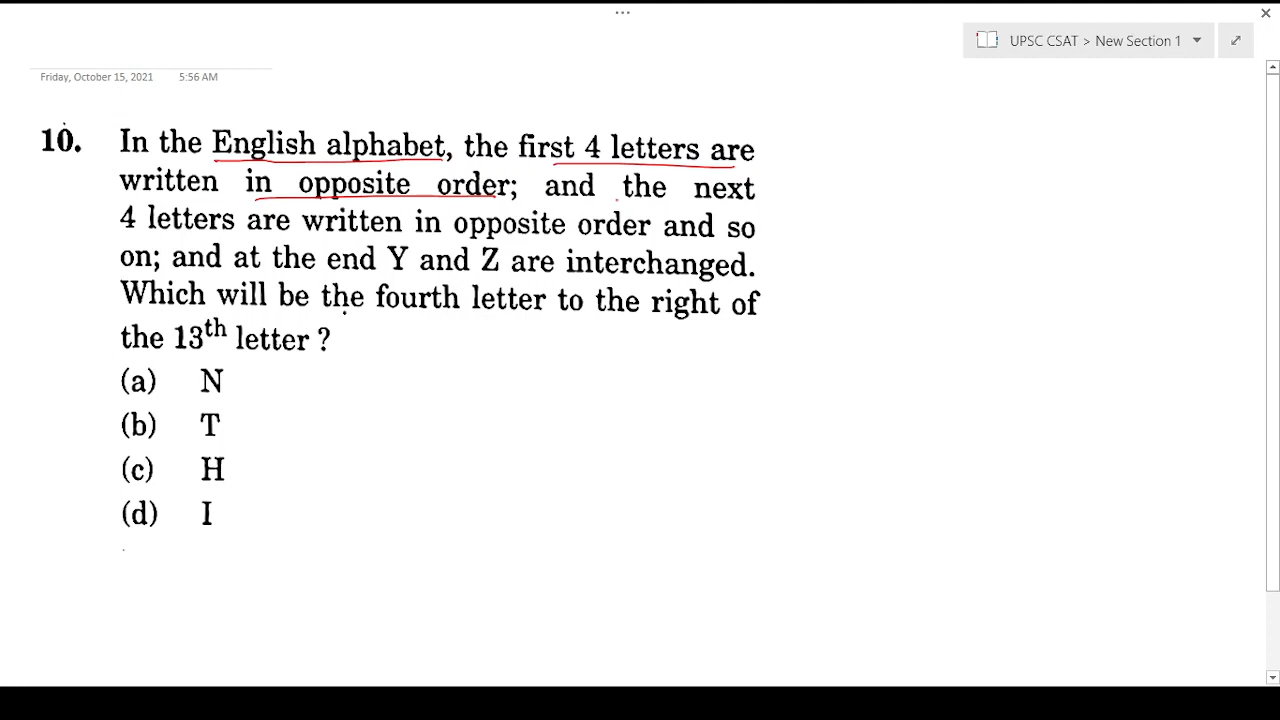 UPSC CSAT > New Section 1
Friday, October 15, 2021 5:56 AM
10. In the English alphabet, the first 4 letters are
written in opposite order; and the next
4 letters are written in opposite order and so
on; and at the end Y and Z are interchanged.
Which will be the fourth letter to the right of
the 13th letter ?
(a) N
(b) T
(c) H
(d) I